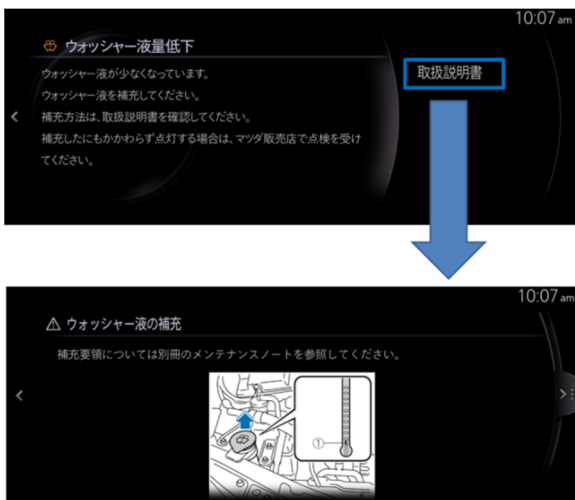 10:07 am
ウォッシャー液量低下
ウォッシャー液が少なくなっています。
ウォッシャー液を補充してください。
補充方法は、取扱説明書を確認してください。
補充したにもかかわらず点灯する場合は、マツダ販売店で点検を受け
てください。
取扱説明書
10:07 am
ウォッシャー液の補充
補充要領については別冊のメンテナンスノートを参照してください。
①